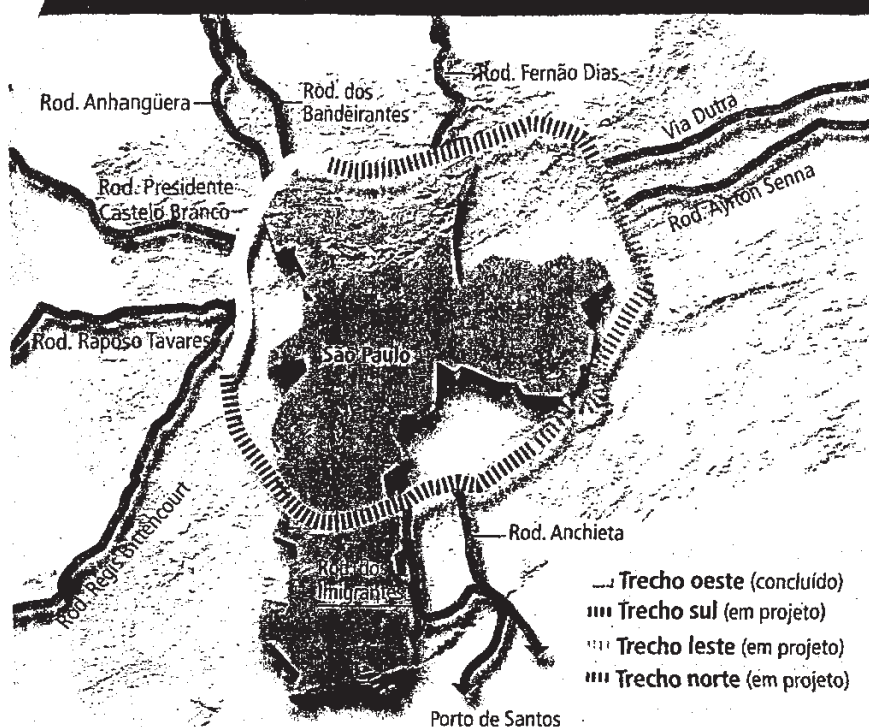 Rod. Fernão Dias
Rod. Anhangüera
Rod. dos
Bandeirantes
Via Dutra
Rod. Presidente
Castelo Branco
Rod. Ayrton Senna
Rod. Raposo Tavares
São Paulo
Rod. Régis Bittencourt
Rod. Anchieta
Rod. dos
Imigrantes
Trecho oeste (concluído)
Trecho sul (em projeto)
Trecho leste (em projeto)
Trecho norte (em projeto)
Porto de Santos